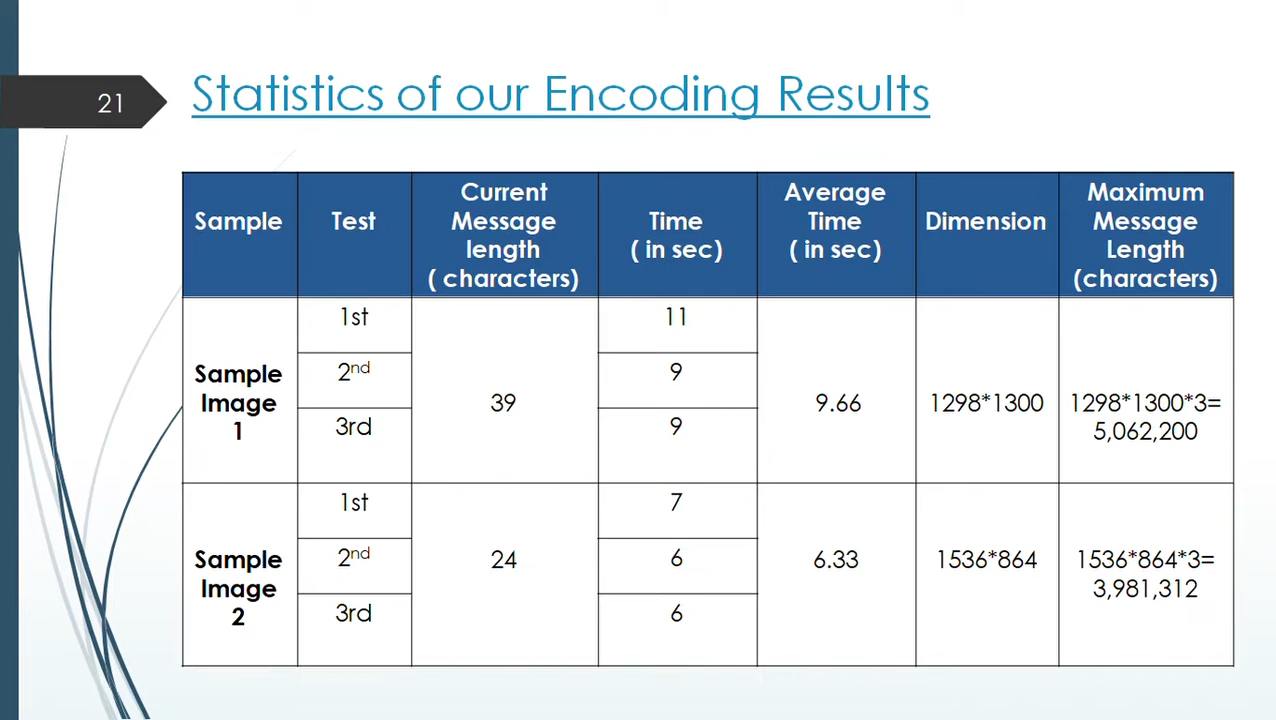 21
Statistics of our Encoding Results
Sample
Test
Current
Message
length
( characters)
Time
( in sec)
Average
Time
( in sec)
Dimension
Maximum
Message
Length
(characters)
Sample
Image
1
1st
2nd
3rd
39
11
9
9
9.66
1298*1300
1298*1300*3=
5,062,200
Sample
Image
2
1st
2nd
3rd
24
7
6
6
6.33
1536*864
1536*864*3=
3,981,312